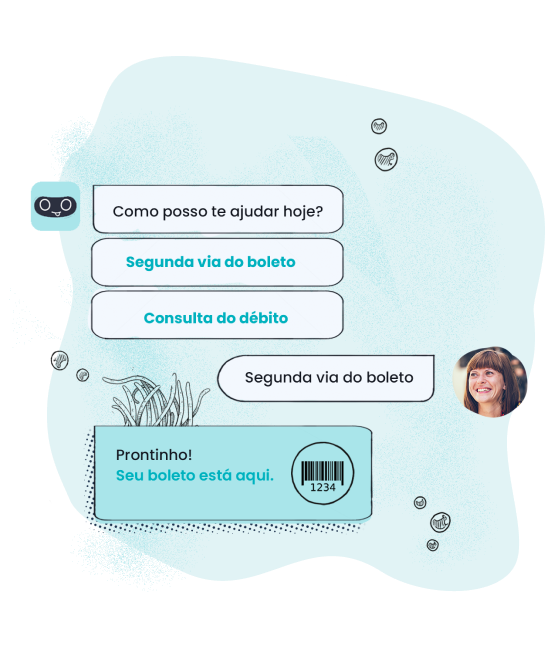 Como posso te ajudar hoje?
Segunda via do boleto
Consulta do débito
Segunda via do boleto
Prontinho!
Seu boleto está aqui.
1234